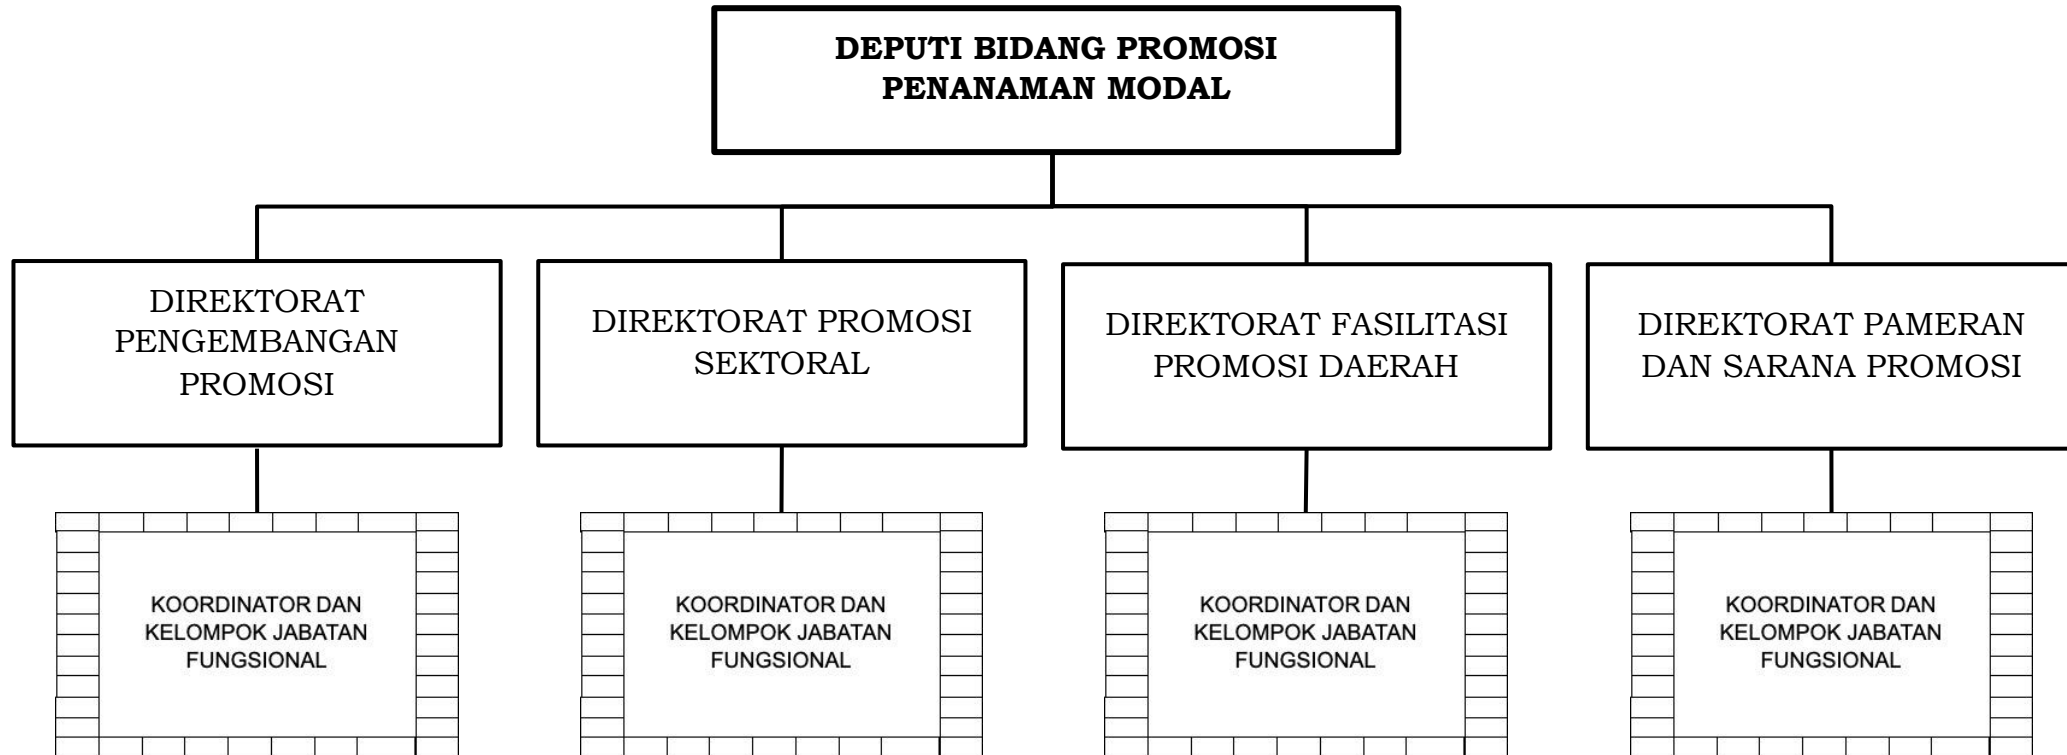 DEPUTI BIDANG PROMOSI
PENANAMAN MODAL
DIREKTORAT
PENGEMBANGAN
PROMOSI
DIREKTORAT PROMOSI
SEKTORAL
DIREKTORAT FASILITASI
PROMOSI DAERAH
DIREKTORAT PAMERAN
DAN SARANA PROMOSI
KOORDINATOR DAN
KELOMPOK JABATAN
FUNGSIONAL
KOORDINATOR DAN
KELOMPOK JABATAN
FUNGSIONAL
KOORDINATOR DAN
KELOMPOK JABATAN
FUNGSIONAL
KOORDINATOR DAN
KELOMPOK JABATAN
FUNGSIONAL